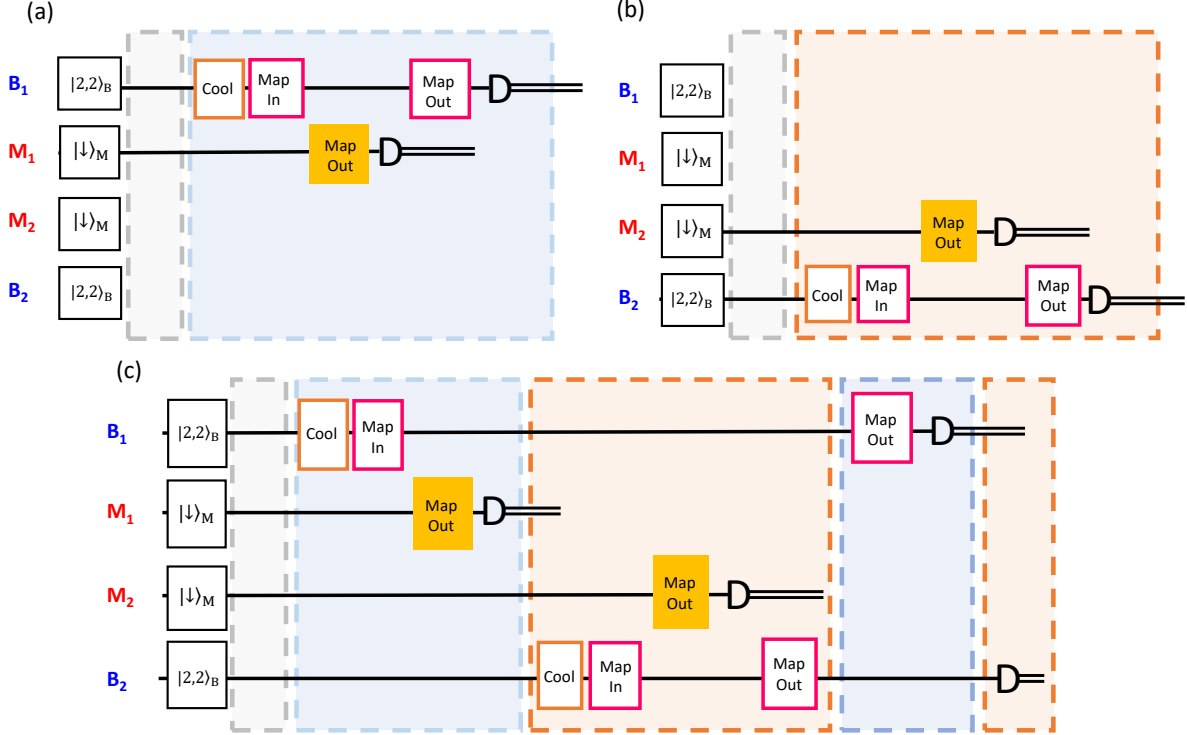 (a)
B₁ |2,2⟩B Cool Map In Map Out
M₁ |↓⟩M Map Out
M₂ |↓⟩M
B₂ |2,2⟩B
(b)
B₁ |2,2⟩B
M₁ |↓⟩M
M₂ |↓⟩M Map Out
B₂ |2,2⟩B Cool Map In Map Out
(c)
B₁ |2,2⟩B Cool Map In Map Out
M₁ |↓⟩M Map Out
M₂ |↓⟩M Map Out
B₂ |2,2⟩B Cool Map In Map Out